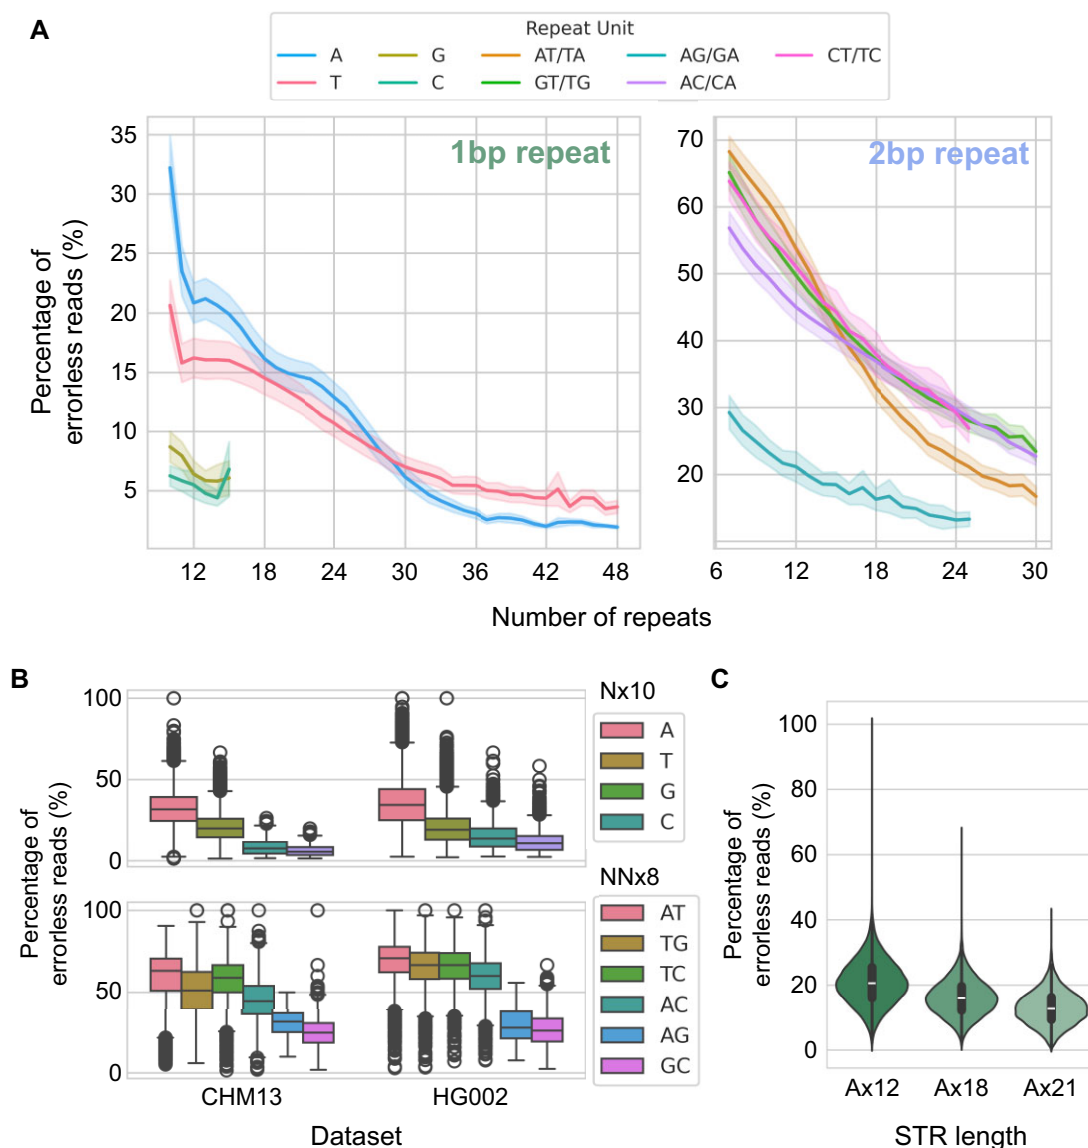 A
Repeat Unit
A G AT/TA AG/GA CT/TC
T C GT/TG AC/CA
1bp repeat
2bp repeat
Percentage of
errorless reads (%)
35
30
25
20
15
10
5
70
60
50
40
30
20
12 18 24 30 36 42 48
6 12 18 24 30
Number of repeats
B
Percentage of
errorless reads (%)
100
50
0
100
50
0
CHM13 HG002
Dataset
Nx10
A
T
G
C
NNx8
AT
TG
TC
AC
AG
GC
C
Percentage of
errorless reads (%)
100
80
60
40
20
0
Ax12 Ax18 Ax21
STR length